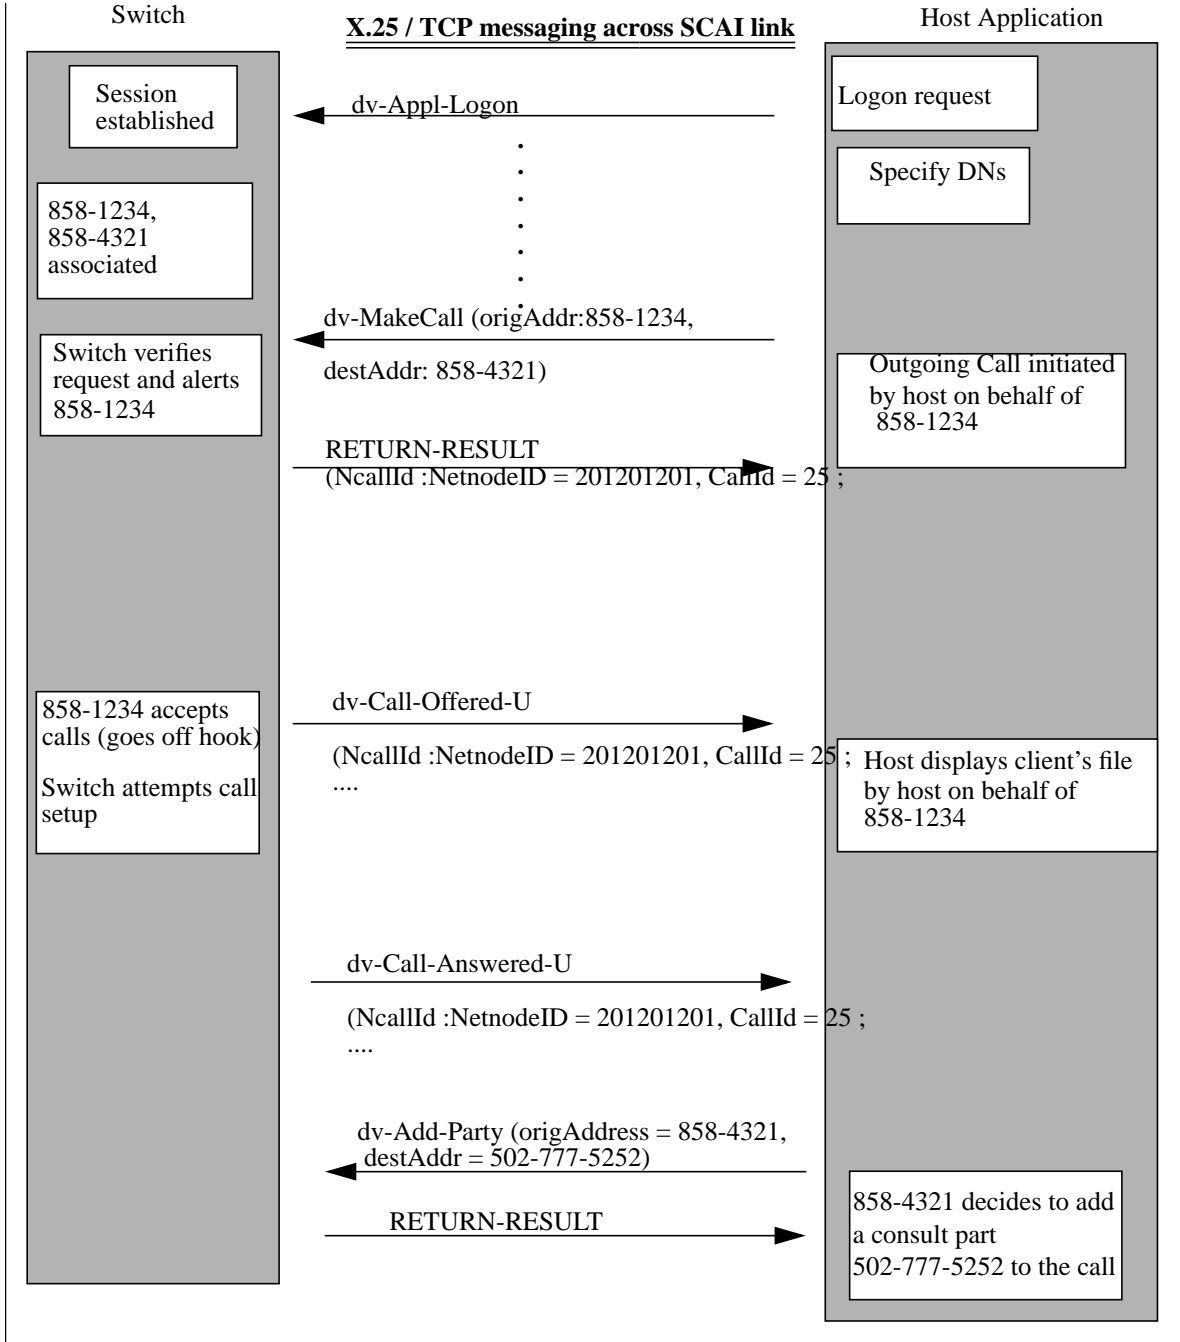 Switch
X.25 / TCP messaging across SCAI link
Host Application
Session
established
dv-Appl-Logon
Logon request
Specify DNs
858-1234,
858-4321
associated
dv-MakeCall (origAddr:858-1234,
destAddr: 858-4321)
Switch verifies
request and alerts
858-1234
Outgoing Call initiated
by host on behalf of
858-1234
RETURN-RESULT
(NcallId :NetnodeID = 201201201, CallId = 25 ;
858-1234 accepts
calls (goes off hook)
Switch attempts call
setup
dv-Call-Offered-U
(NcallId :NetnodeID = 201201201, CallId = 25 ;
....
Host displays client’s file
by host on behalf of
858-1234
dv-Call-Answered-U
(NcallId :NetnodeID = 201201201, CallId = 25 ;
....
dv-Add-Party (origAddress = 858-4321,
destAddr = 502-777-5252)
RETURN-RESULT
858-4321 decides to add
a consult part
502-777-5252 to the call